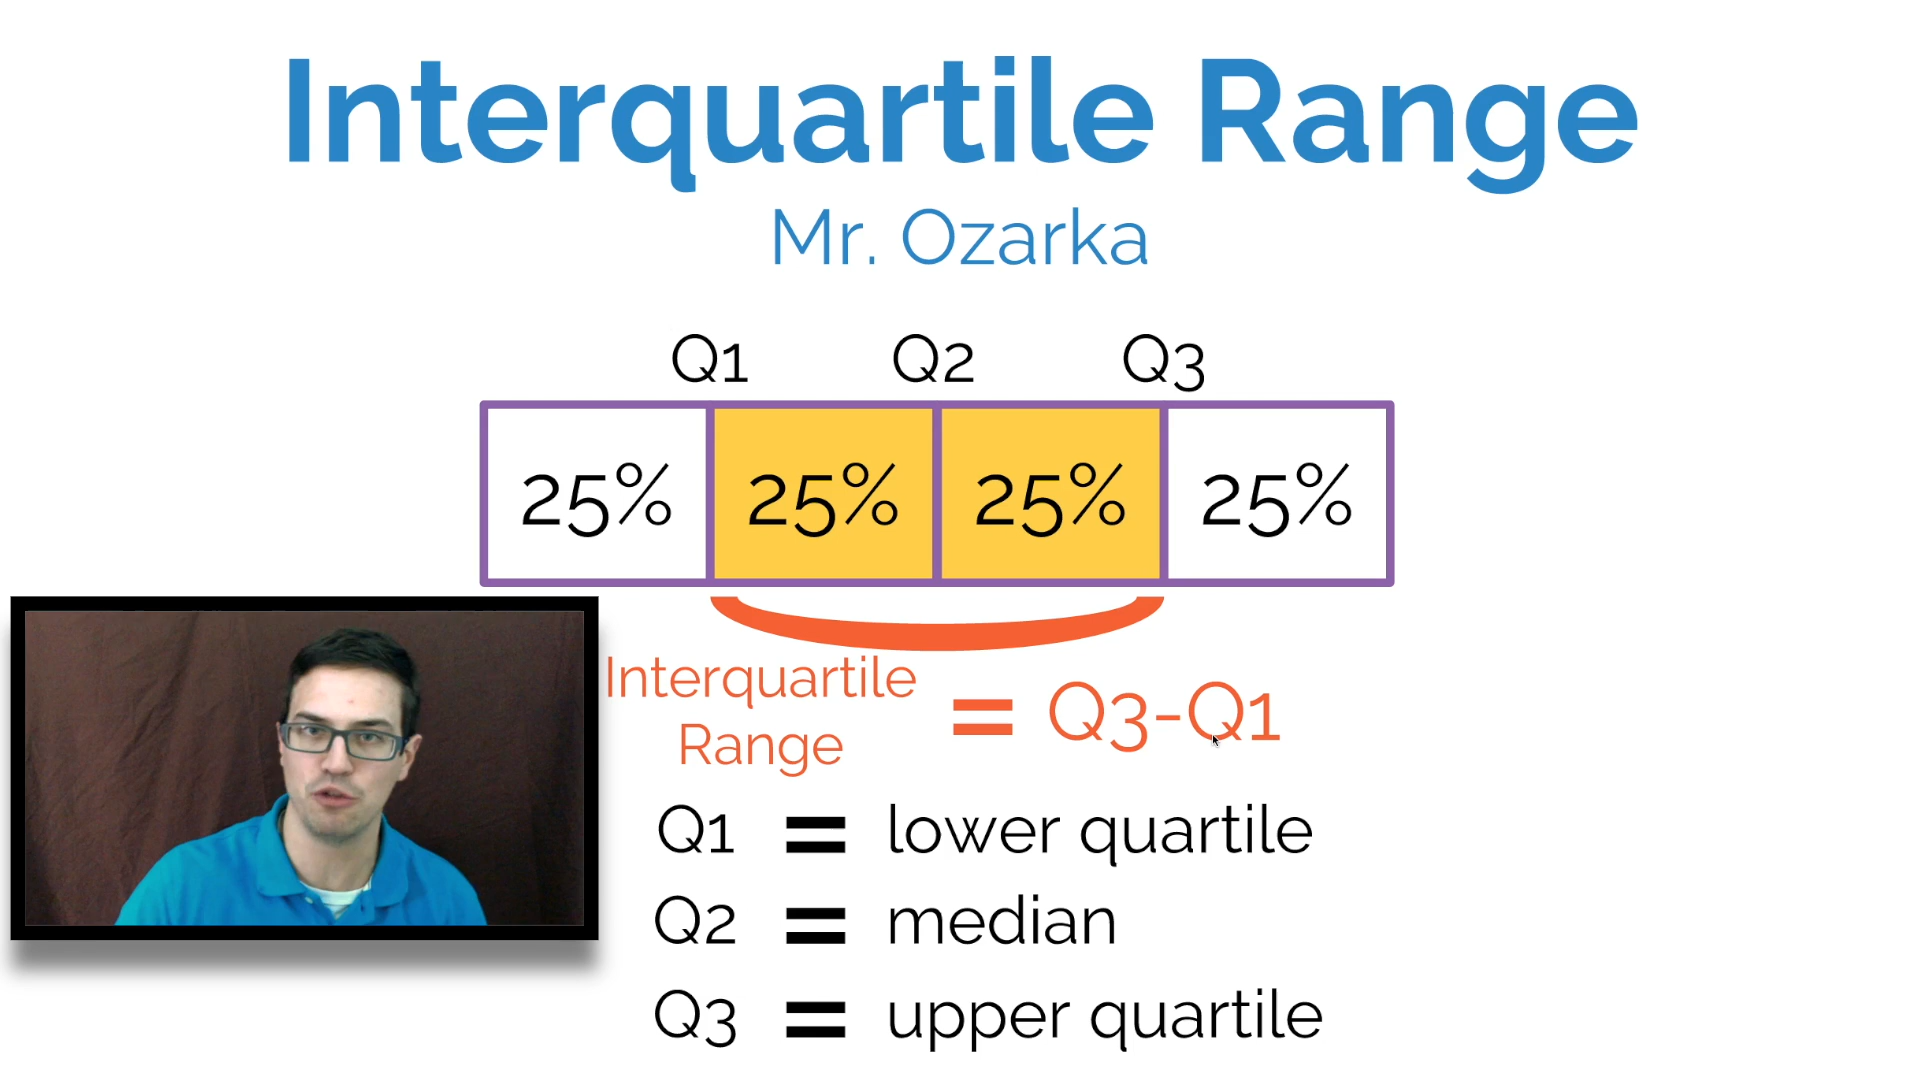 Interquartile Range
Mr. Ozarka
Q1 Q2 Q3
25% 25% 25% 25%
Interquartile
Range
= Q3-Q1
Q1 = lower quartile
Q2 = median
Q3 = upper quartile